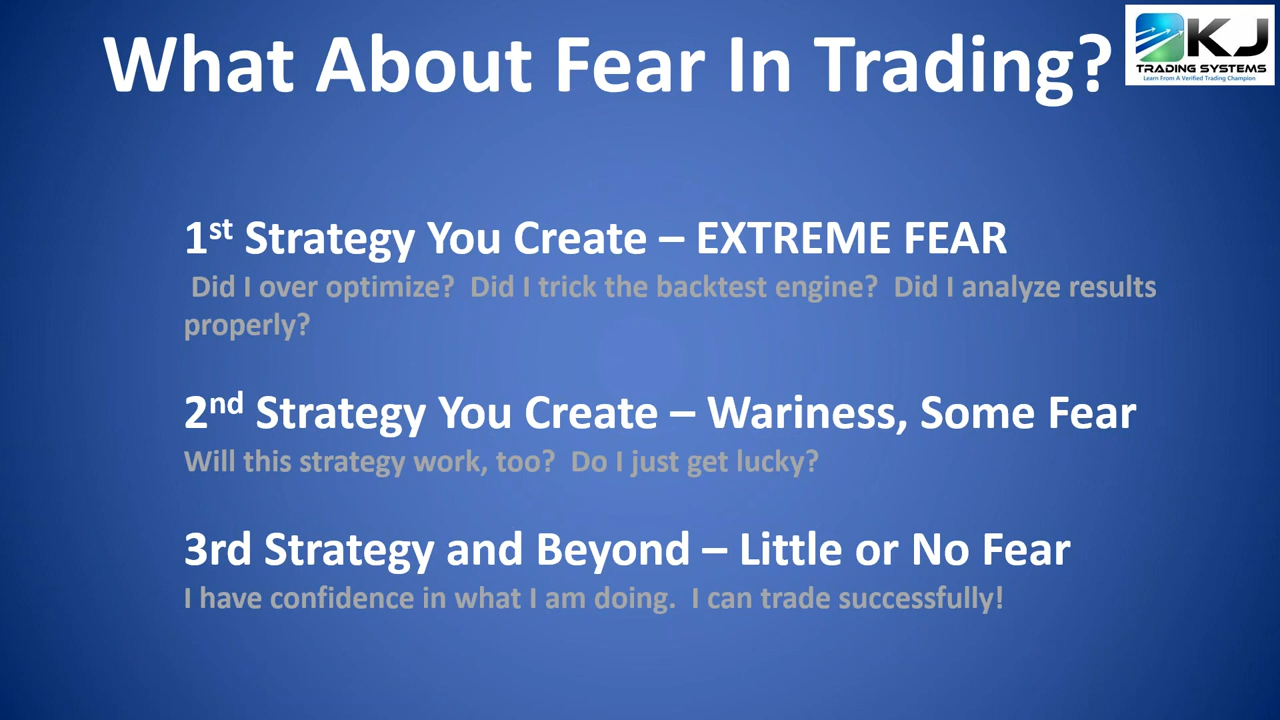 What About Fear In Trading?
KJ
TRADING SYSTEMS
Learn From A Verified Trading Champion
1st Strategy You Create – EXTREME FEAR
Did I over optimize?  Did I trick the backtest engine?  Did I analyze results
properly?
2nd Strategy You Create – Wariness, Some Fear
Will this strategy work, too?  Do I just get lucky?
3rd Strategy and Beyond – Little or No Fear
I have confidence in what I am doing.  I can trade successfully!